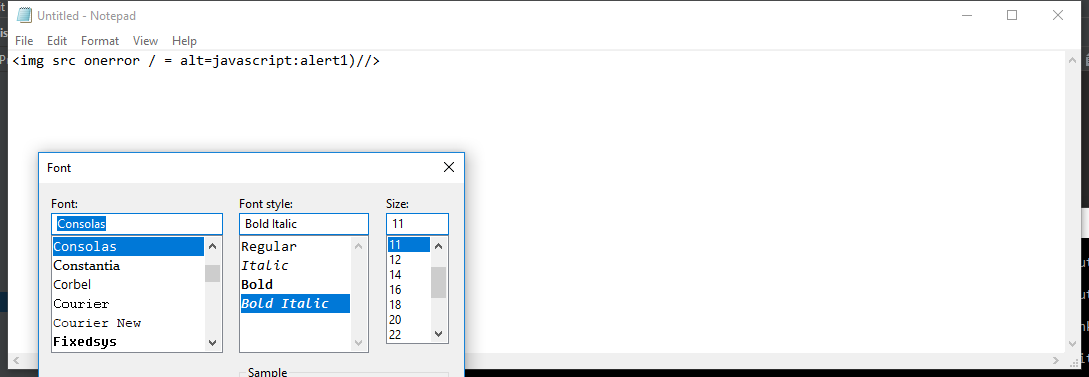 Untitled - Notepad
File Edit Format View Help
<img src onerror / = alt=javascript:alert1)//>
Font
Font: Font style: Size:
Consolas Bold Italic 11
Consolas Regular 11
Constantia Italic 12
Corbel Bold 14
Courier Bold Italic 16
Courier New 18
Fixedsys 20
22
Sample